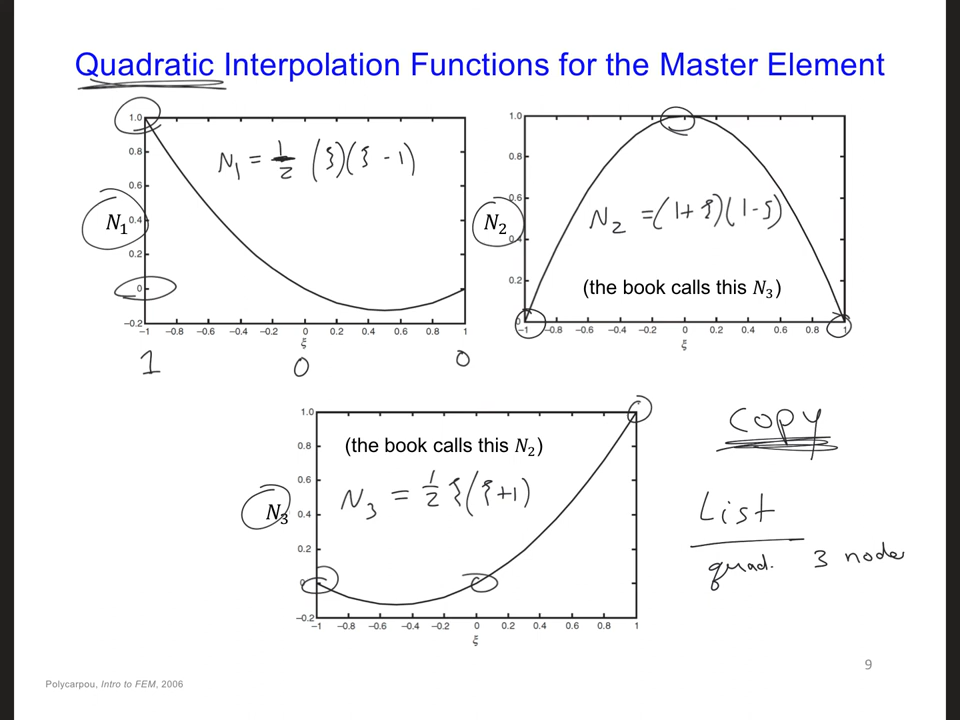 Quadratic Interpolation Functions for the Master Element
1.0
0.8
0.6
0.4
0.2
0
−0.2
N₁
N₁ = ½ (ξ)(ξ - 1)
−1 −0.8 −0.6 −0.4 −0.2 0 0.2 0.4 0.6 0.8 1
ξ
1 0 0
1.0
0.8
0.6
0.4
0.2
0
N₂
N₂ = (1+ξ)(1-ξ)
(the book calls this N₃)
−1 −0.8 −0.6 −0.4 −0.2 0 0.2 0.4 0.6 0.8 1
ξ
1.0
0.8
0.6
0.4
0.2
0
−0.2
(the book calls this N₂)
N₃
N₃ = ½ ξ(ξ+1)
−1 −0.8 −0.6 −0.4 −0.2 0 0.2 0.4 0.6 0.8 1
ξ
copy
List
quad. 3 node
9
Polycarpou, Intro to FEM, 2006